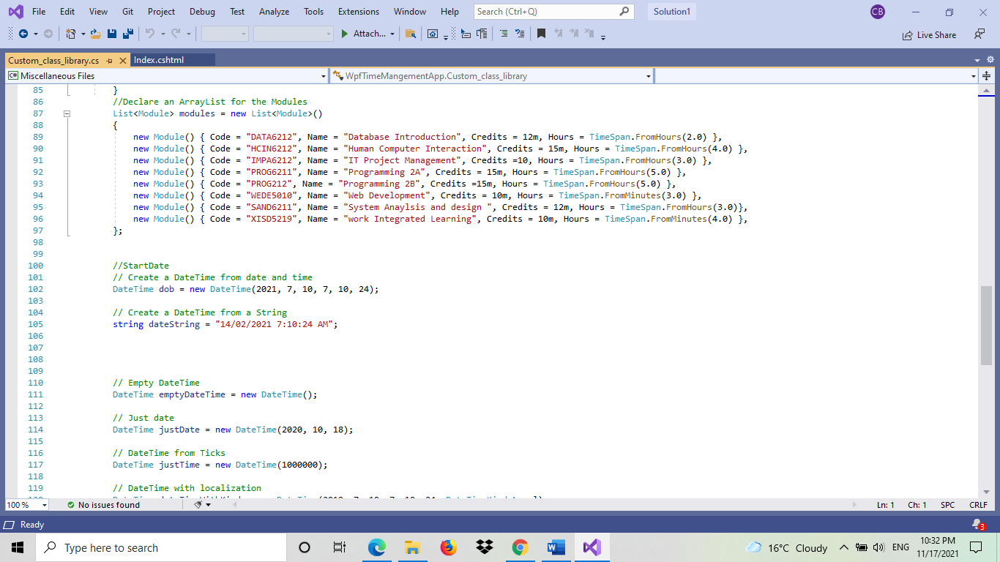 File Edit View Git Project Debug Test Analyze Tools Extensions Window Help Search (Ctrl+Q) Solution1 CB
Attach... Live Share
Custom_class_library.cs Index.cshtml
C# Miscellaneous Files WpfTimeMangementApp.Custom_class_library
85 }
86 //Declare an ArrayList for the Modules
87 List<Module> modules = new List<Module>()
88 {
89 new Module() { Code = "DATA6212", Name = "Database Introduction", Credits = 12m, Hours = TimeSpan.FromHours(2.0) },
90 new Module() { Code = "HCIN6212", Name = "Human Computer Interaction", Credits = 15m, Hours = TimeSpan.FromHours(4.0) },
91 new Module() { Code = "IMPA6212", Name = "IT Project Management", Credits =10, Hours = TimeSpan.FromHours(3.0) },
92 new Module() { Code = "PROG6211", Name = "Programming 2A", Credits = 15m, Hours = TimeSpan.FromHours(5.0) },
93 new Module() { Code = "PROG212", Name = "Programming 2B", Credits =15m, Hours = TimeSpan.FromHours(5.0) },
94 new Module() { Code = "WEDE5010", Name = "Web Development", Credits = 10m, Hours = TimeSpan.FromMinutes(3.0) },
95 new Module() { Code = "SAND6211", Name = "System Anaylsis and design ", Credits = 12m, Hours = TimeSpan.FromHours(3.0)},
96 new Module() { Code = "XISD5219", Name = "work Integrated Learning", Credits = 10m, Hours = TimeSpan.FromMinutes(4.0) },
97 };
98
99
100 //StartDate
101 // Create a DateTime from date and time
102 DateTime dob = new DateTime(2021, 7, 10, 7, 10, 24);
103
104 // Create a DateTime from a String
105 string dateString = "14/02/2021 7:10:24 AM";
106
107
108
109
110 // Empty DateTime
111 DateTime emptyDateTime = new DateTime();
112
113 // Just date
114 DateTime justDate = new DateTime(2020, 10, 18);
115
116 // DateTime from Ticks
117 DateTime justTime = new DateTime(1000000);
118
119 // DateTime with localization
100 % No issues found Ln: 1 Ch: 1 SPC CRLF
Ready 3
Type here to search 16°C Cloudy ENG 10:32 PM
11/17/2021